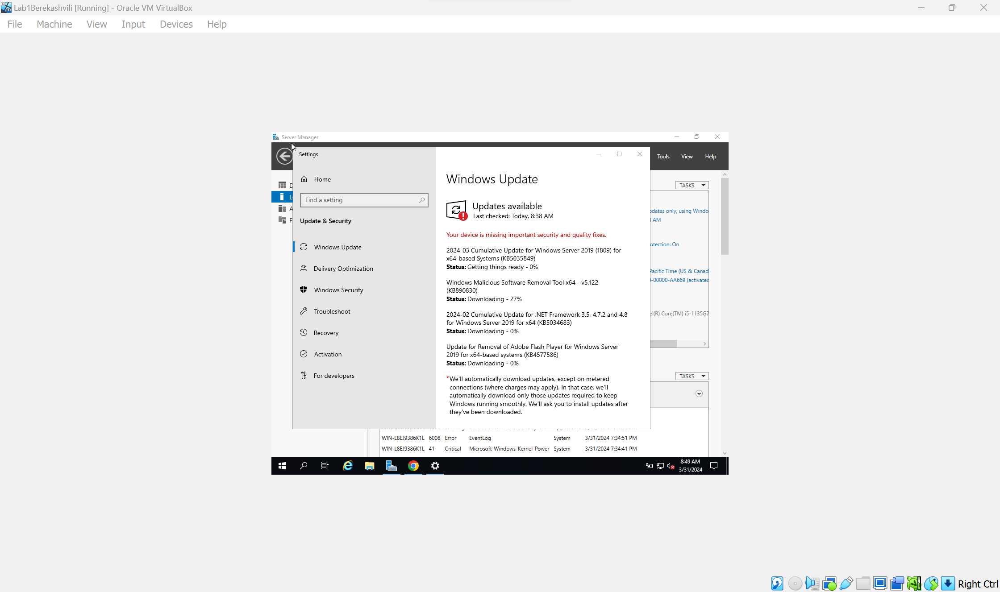 Lab1Berekashvili [Running] - Oracle VM VirtualBox
File Machine View Input Devices Help
Server Manager
Tools View Help
Settings
Home
Find a setting
Update & Security
Windows Update
Delivery Optimization
Windows Security
Troubleshoot
Recovery
Activation
For developers
Windows Update
Updates available
Last checked: Today, 8:38 AM
Your device is missing important security and quality fixes.
2024-03 Cumulative Update for Windows Server 2019 (1809) for
x64-based Systems (KB5035849)
Status: Getting things ready - 0%
Windows Malicious Software Removal Tool x64 - v5.122
(KB890830)
Status: Downloading - 27%
2024-02 Cumulative Update for .NET Framework 3.5, 4.7.2 and 4.8
for Windows Server 2019 for x64 (KB5034683)
Status: Downloading - 0%
Update for Removal of Adobe Flash Player for Windows Server
2019 for x64-based systems (KB4577586)
Status: Downloading - 0%
*We'll automatically download updates, except on metered
connections (where charges may apply). In that case, we'll
automatically download only those updates required to keep
Windows running smoothly. We'll ask you to install updates after
they've been downloaded.
TASKS
pdates only, using Windo
AM
otection: On
Pacific Time (US & Canad
-00000-AA669 (activated
el(R) Core(TM) i5-1135G7
TASKS
WIN-L8EJ9386K1L 6008 Error EventLog System 3/31/2024 7:34:51 PM
WIN-L8EJ9386K1L 41 Critical Microsoft-Windows-Kernel-Power System 3/31/2024 7:34:41 PM
8:49 AM
3/31/2024
Right Ctrl